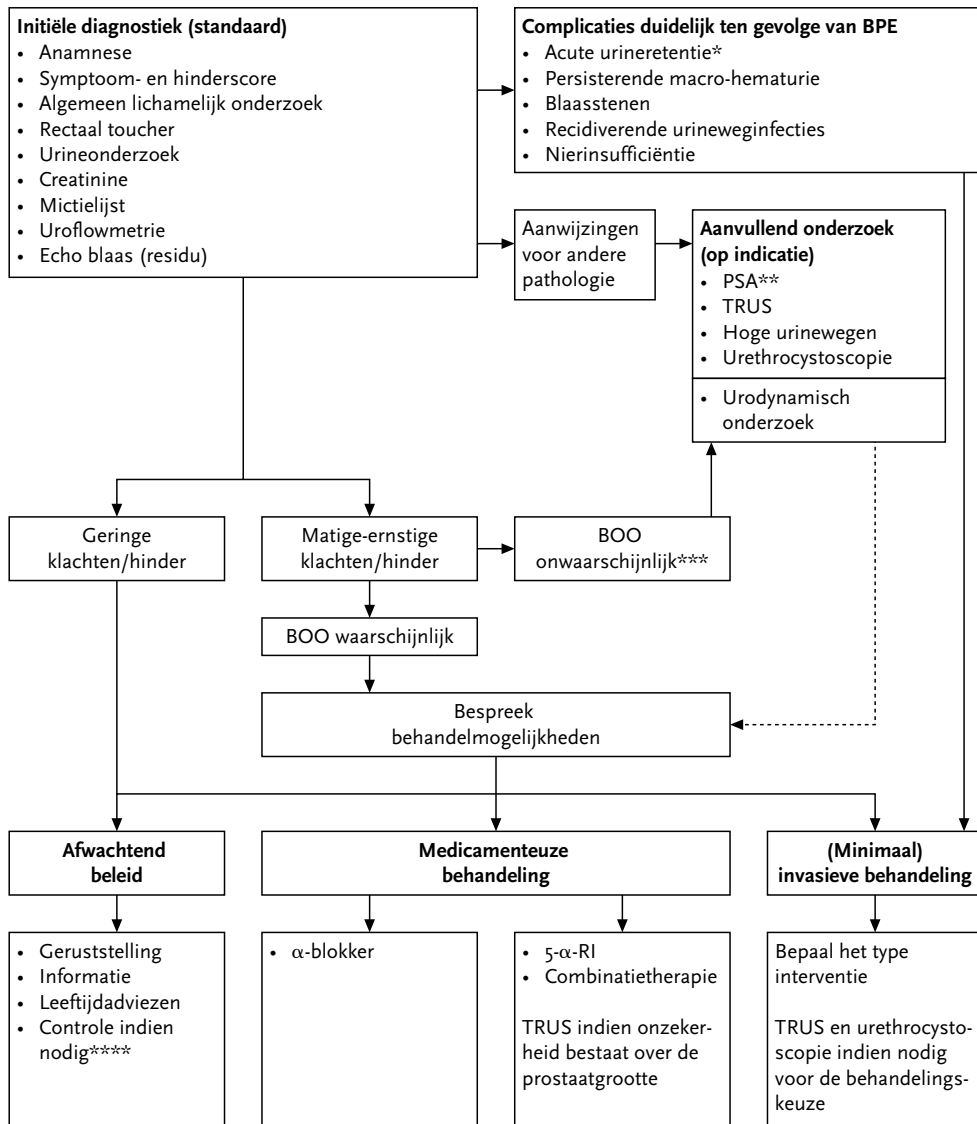 Initiële diagnostiek (standaard)
• Anamnese
• Symptoom- en hinderscore
• Algemeen lichamelijk onderzoek
• Rectaal toucher
• Urineonderzoek
• Creatinine
• Mictielijst
• Uroflowmetrie
• Echo blaas (residu)
Complicaties duidelijk ten gevolge van BPE
• Acute urineretentie*
• Persisterende macro-hematurie
• Blaasstenen
• Recidiverende urineweginfecties
• Nierinsufficiëntie
Aanwijzingen
voor andere
pathologie
Aanvullend onderzoek
(op indicatie)
• PSA**
• TRUS
• Hoge urinewegen
• Urethrocystoscopie
• Urodynamisch
onderzoek
Geringe
klachten/hinder
Matige-ernstige
klachten/hinder
BOO
onwaarschijnlijk***
BOO waarschijnlijk
Bespreek
behandelmogelijkheden
Afwachtend
beleid
Medicamenteuze
behandeling
(Minimaal)
invasieve behandeling
• Geruststelling
• Informatie
• Leeftijdadviezen
• Controle indien
nodig****
• α-blokker
• 5-α-RI
• Combinatietherapie
TRUS indien onzeker-
heid bestaat over de
prostaatgrootte
Bepaal het type
interventie
TRUS en urethrocysto-
scopie indien nodig
voor de behandelings-
keuze